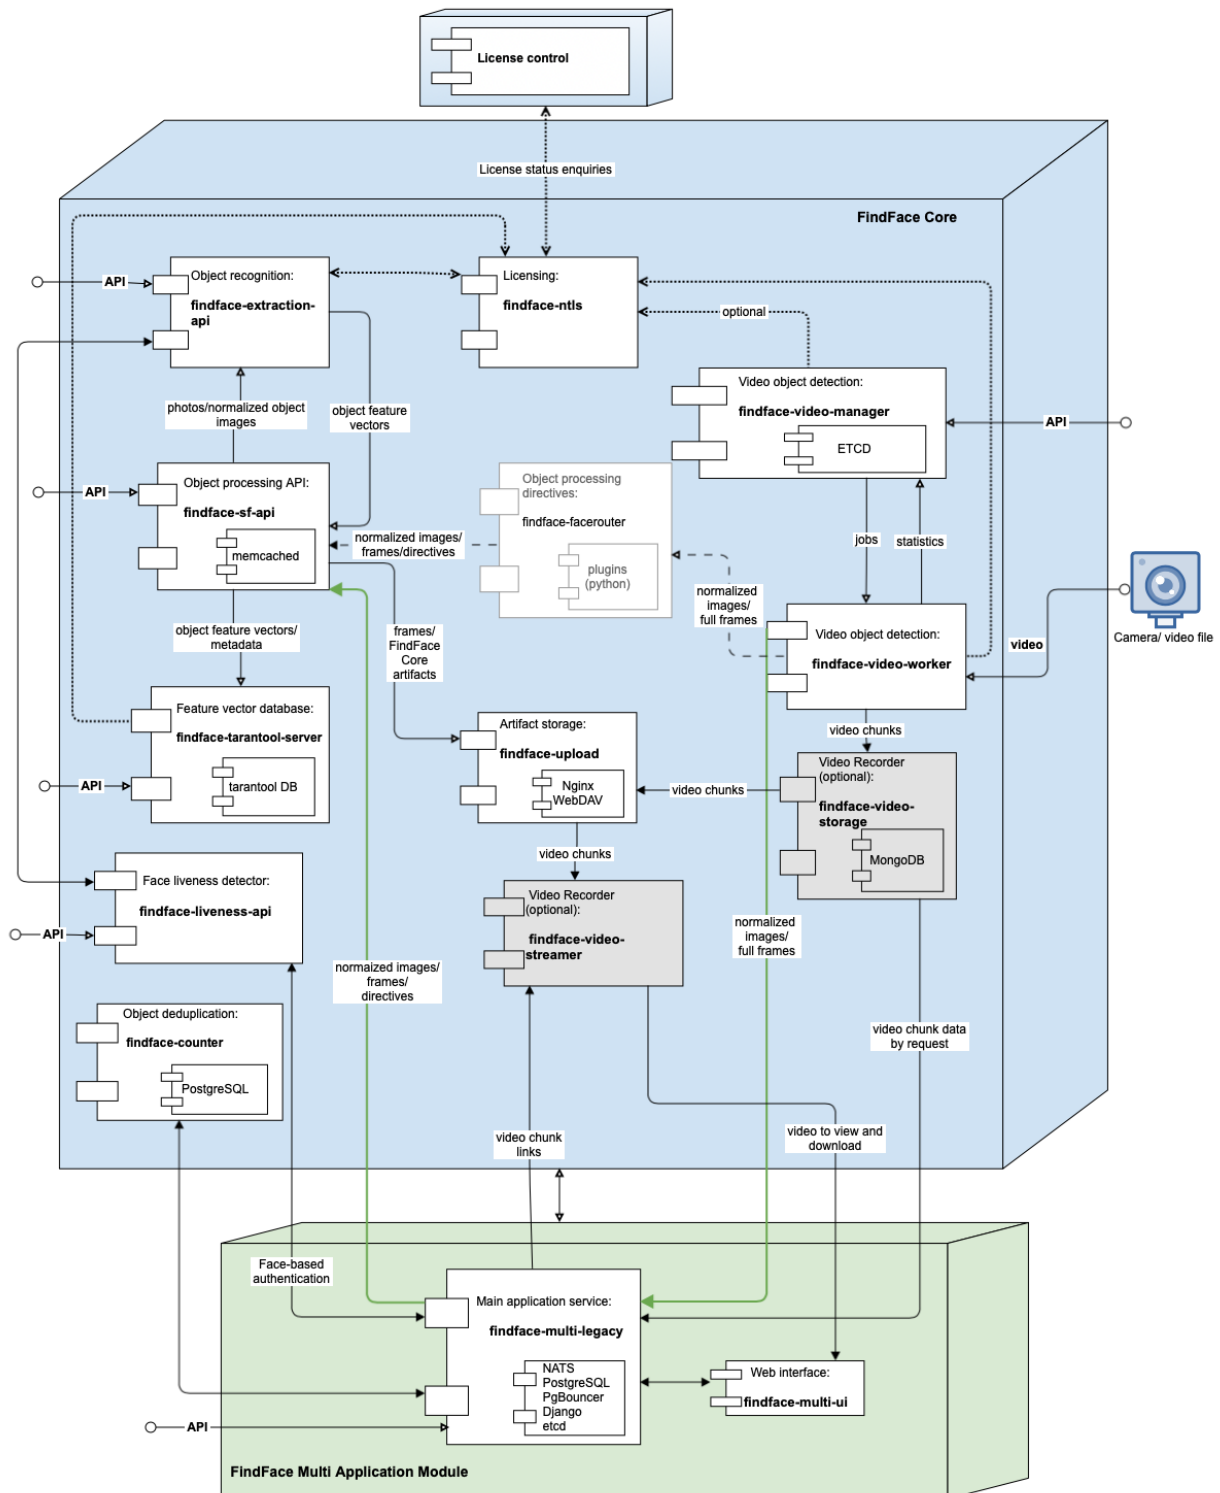 License control
License status enquiries
FindFace Core
Object recognition:
findface-extraction-
api
API
Licensing:
findface-ntls
optional
Video object detection:
findface-video-manager
ETCD
API
photos/normalized object
images
object feature
vectors
Object processing API:
findface-sf-api
memcached
API
normalized images/
frames/directives
Object processing
directives:
findface-facerouter
plugins
(python)
jobs
statistics
normalized
images/
full frames
Camera/ video file
video
Video object detection:
findface-video-worker
object feature vectors/
metadata
frames/
FindFace
Core
artifacts
Feature vector database:
findface-tarantool-server
tarantool DB
API
Artifact storage:
findface-upload
Nginx
WebDAV
video chunks
video chunks
Video Recorder
(optional):
findface-video-
storage
MongoDB
video chunks
Face liveness detector:
findface-liveness-api
API
Video Recorder
(optional):
findface-video-
streamer
normalized
images/
full frames
normaized images/
frames/
directives
Object deduplication:
findface-counter
PostgreSQL
video chunk data
by request
video chunk
links
video to view and
download
Face-based
authentication
Main application service:
findface-multi-legacy
NATS
PostgreSQL
PgBouncer
Django
etcd
Web interface:
findface-multi-ui
API
FindFace Multi Application Module